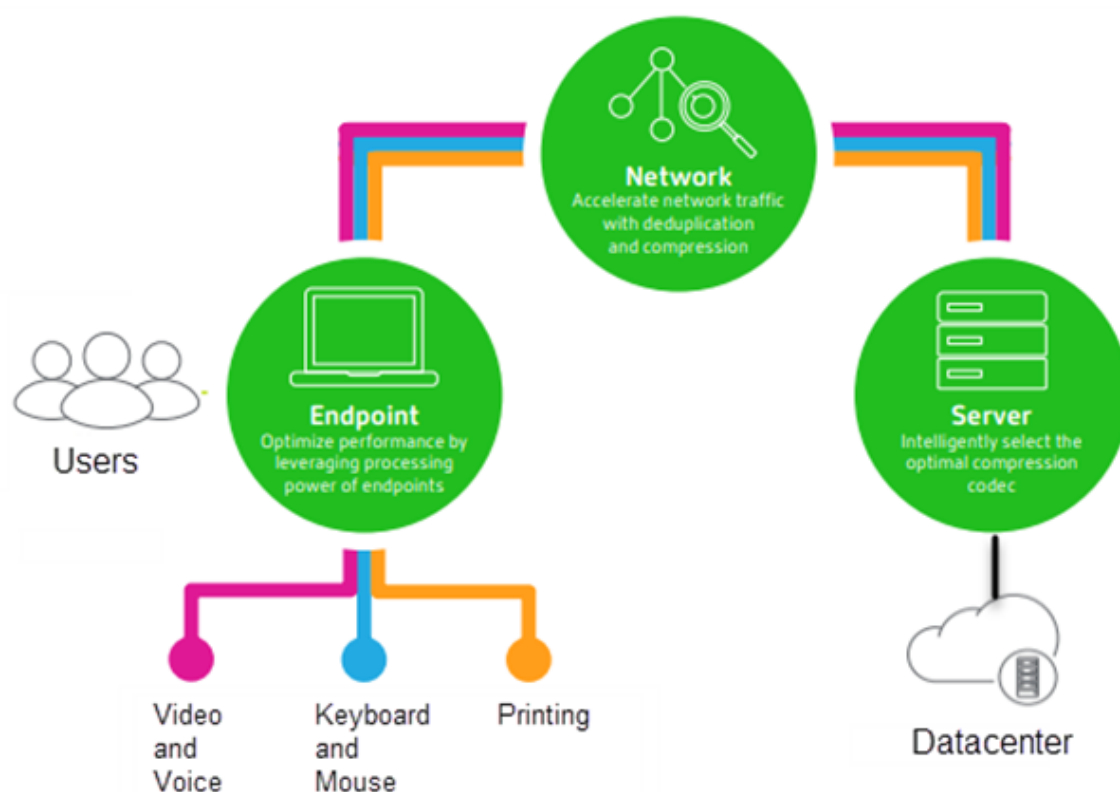 Network
Accelerate network traffic
with deduplication
and compression
Endpoint
Optimize performance by
leveraging processing
power of endpoints
Server
Intelligently select the
optimal compression
codec
Users
Video
and
Voice
Keyboard
and
Mouse
Printing
Datacenter